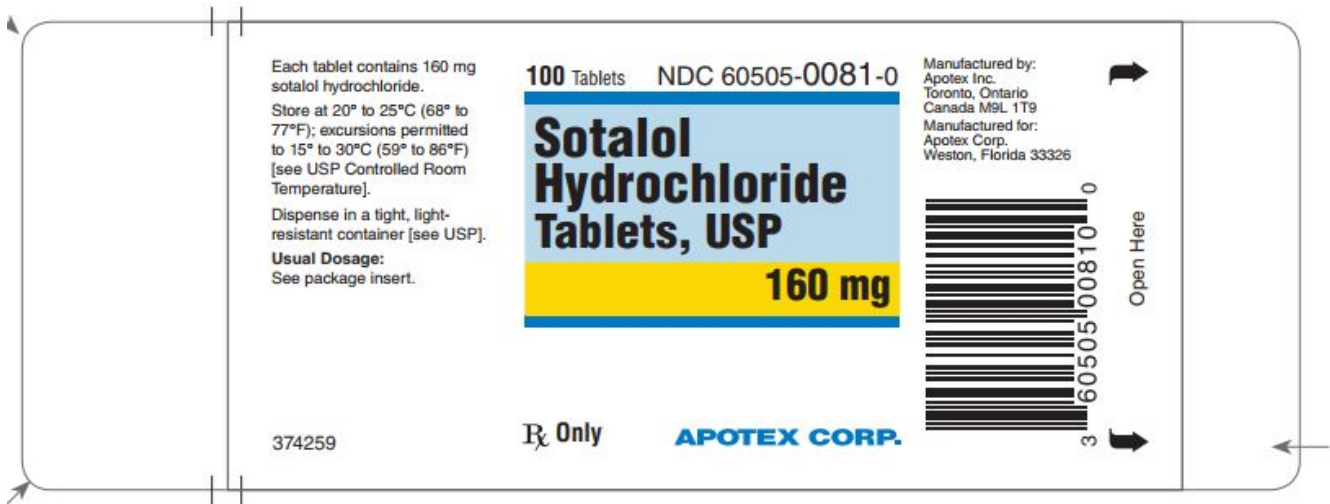 Each tablet contains 160 mg
sotalol hydrochloride.
Store at 20° to 25°C (68° to
77°F); excursions permitted
to 15° to 30°C (59° to 86°F)
[see USP Controlled Room
Temperature].
Dispense in a tight, light-
resistant container [see USP].
Usual Dosage:
See package insert.
374259
100 Tablets NDC 60505-0081-0
Sotalol
Hydrochloride
Tablets, USP
160 mg
℞ Only
APOTEX CORP.
Manufactured by:
Apotex Inc.
Toronto, Ontario
Canada M9L 1T9
Manufactured for:
Apotex Corp.
Weston, Florida 33326
3 60505 00810 0
Open Here